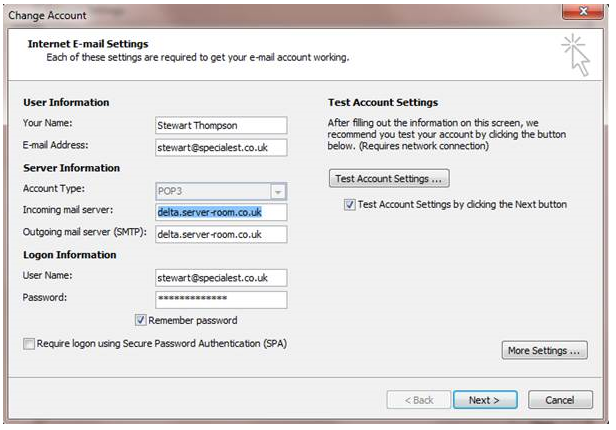 Change Account
Internet E-mail Settings
Each of these settings are required to get your e-mail account working.
User Information
Your Name: Stewart Thompson
E-mail Address: stewart@specialest.co.uk
Server Information
Account Type: POP3
Incoming mail server: delta.server-room.co.uk
Outgoing mail server (SMTP): delta.server-room.co.uk
Logon Information
User Name: stewart@specialest.co.uk
Password: *************
Remember password
Require logon using Secure Password Authentication (SPA)
Test Account Settings
After filling out the information on this screen, we
recommend you test your account by clicking the button
below. (Requires network connection)
Test Account Settings ...
Test Account Settings by clicking the Next button
More Settings ...
< Back
Next >
Cancel